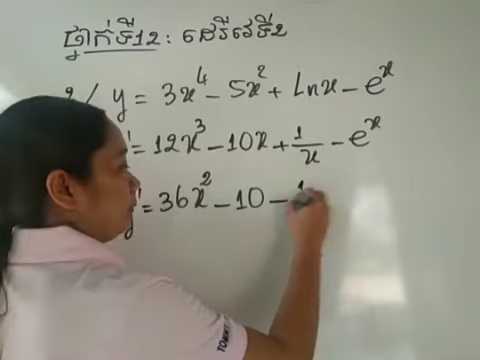 ថ្នាក់ទី12 : ដេរីវេទី2
y = 3x⁴ - 5x² + Lnx - eˣ
' = 12x³ - 10x + 1/x - eˣ
y' = 36x² - 10 - 1
TOMMY